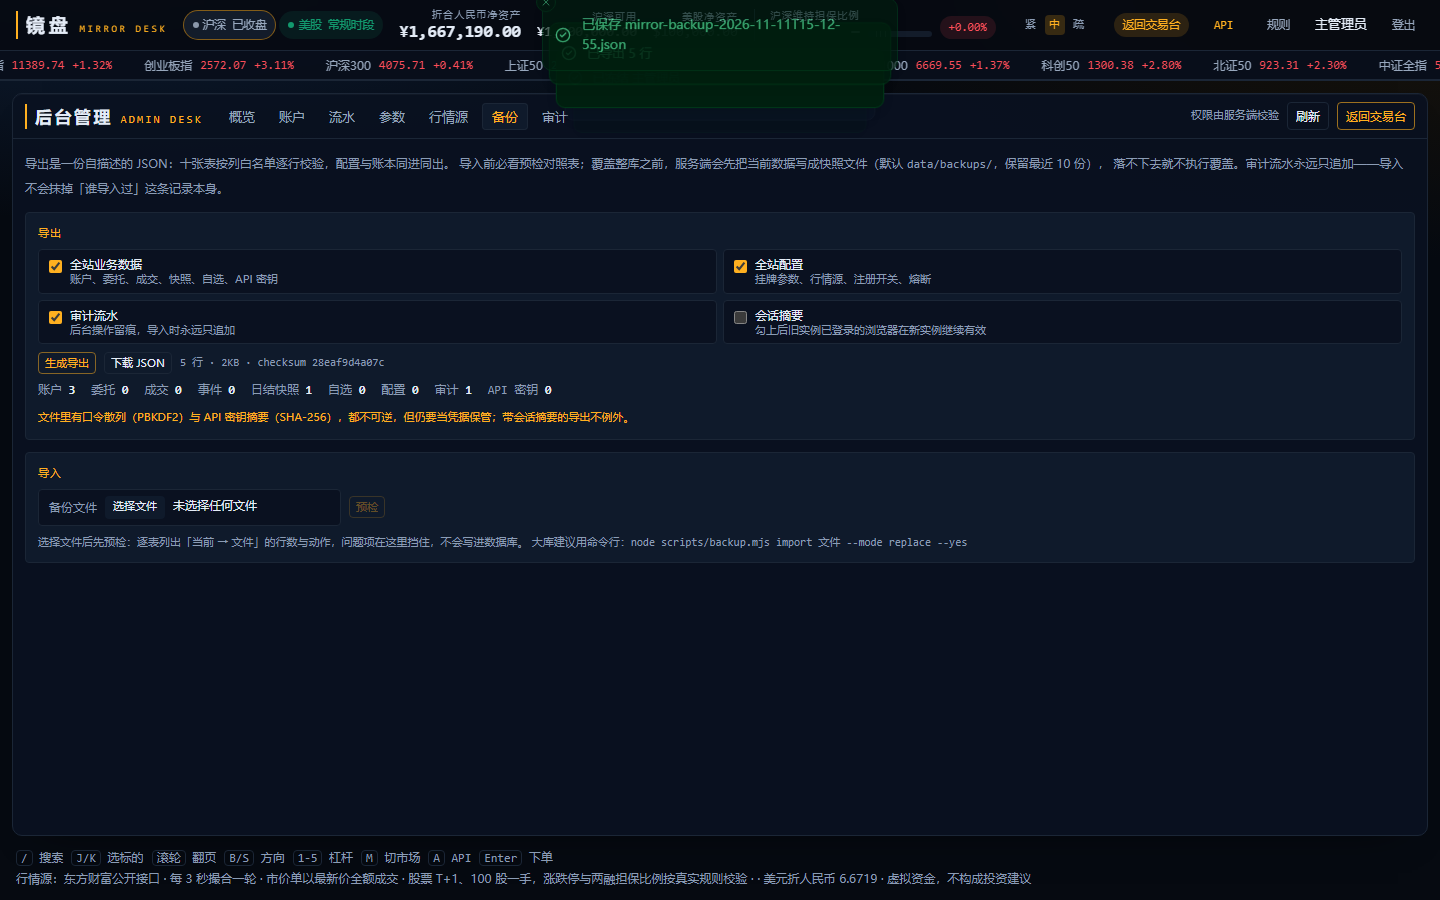 镜盘 MIRROR DESK
沪深 已收盘
美股 常规时段
折合人民币净资产
¥1,667,190.00
沪深可用
美股净资产
沪深维持担保比例
已保存 mirror-backup-2026-11-11T15-12-55.json
已导出 5 行
+0.00%
紧 中 疏
返回交易台
API
规则
主管理员
登出
11389.74 +1.32%
创业板指 2572.07 +3.11%
沪深300 4075.71 +0.41%
上证50
6669.55 +1.37%
科创50 1300.38 +2.80%
北证50 923.31 +2.30%
中证全指
后台管理 ADMIN DESK
概览 账户 流水 参数 行情源 备份 审计
权限由服务端校验
刷新
返回交易台
导出是一份自描述的 JSON：十张表按列白名单逐行校验，配置与账本同进同出。 导入前必看预检对照表；覆盖整库之前，服务端会先把当前数据写成快照文件（默认 data/backups/，保留最近 10 份），落不下去就不执行覆盖。审计流水永远只追加——导入
不会抹掉「谁导入过」这条记录本身。
导出
全站业务数据
账户、委托、成交、快照、自选、API 密钥
全站配置
挂牌参数、行情源、注册开关、熔断
审计流水
后台操作留痕，导入时永远只追加
会话摘要
勾上后旧实例已登录的浏览器在新实例继续有效
生成导出
下载 JSON
5 行 · 2KB · checksum 28eaf9d4a07c
账户 3 委托 0 成交 0 事件 0 日结快照 1 自选 0 配置 0 审计 1 API 密钥 0
文件里有口令散列（PBKDF2）与 API 密钥摘要（SHA-256），都不可逆，但仍要当凭据保管；带会话摘要的导出不例外。
导入
备份文件 选择文件 未选择任何文件
预检
选择文件后先预检：逐表列出「当前 → 文件」的行数与动作，问题项在这里挡住，不会写进数据库。 大库建议用命令行：node scripts/backup.mjs import 文件 --mode replace --yes
/ 搜索 J/K 选标的 滚轮 翻页 B/S 方向 1-5 杠杆 M 切市场 A API Enter 下单
行情源：东方财富公开接口 · 每 3 秒撮合一轮 · 市价单以最新价全额成交 · 股票 T+1、100 股一手，涨跌停与两融担保比例按真实规则校验 · · 美元折人民币 6.6719 · 虚拟资金，不构成投资建议